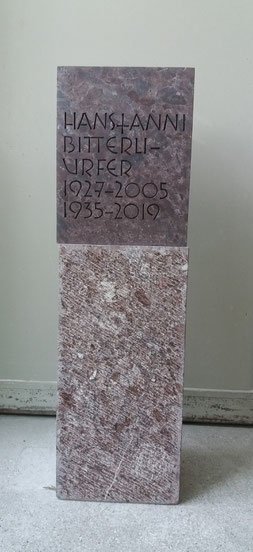 HANS+ANNI
BITTERLI-
URFER
1927-2005
1935-2019